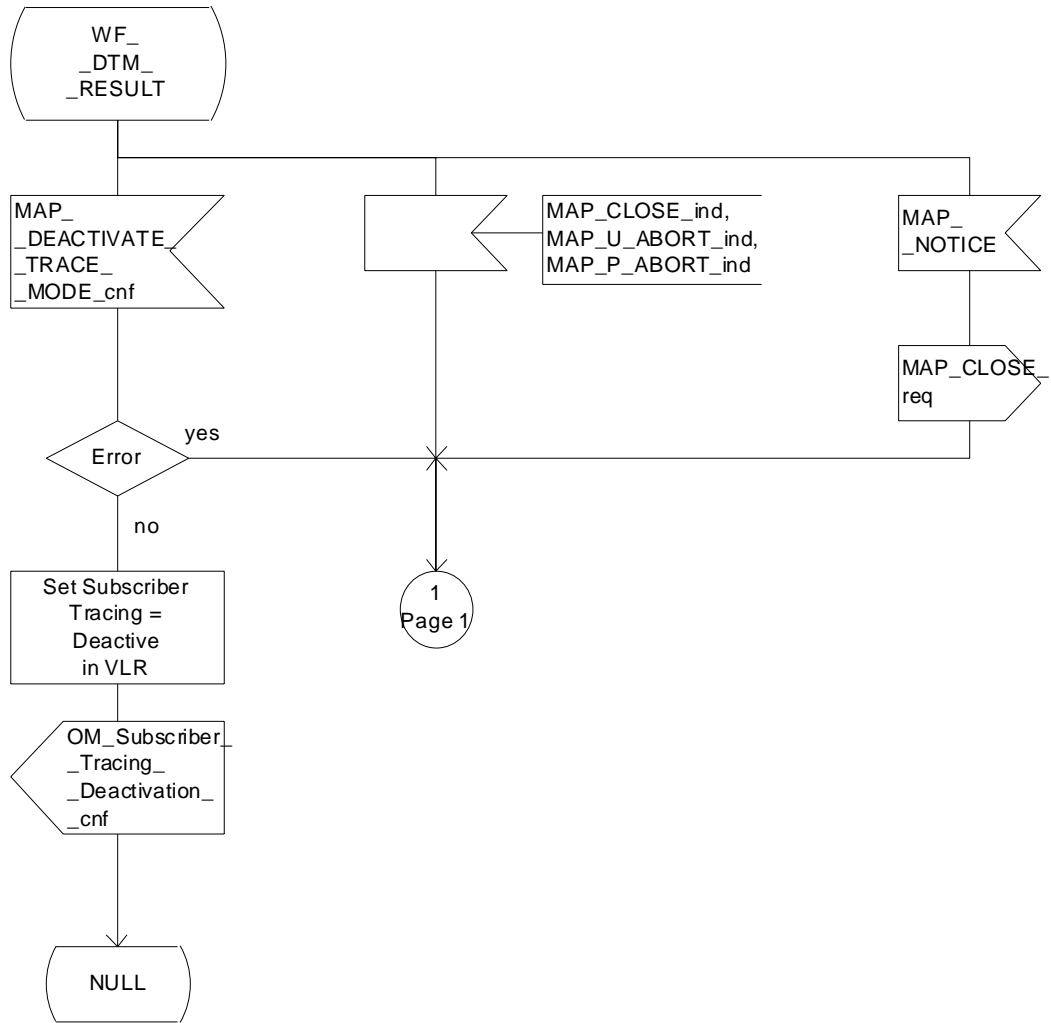 WF_
_DTM_
_RESULT
MAP_
_DEACTIVATE_
_TRACE_
_MODE_cnf
MAP_CLOSE_ind,
MAP_U_ABORT_ind,
MAP_P_ABORT_ind
MAP_
_NOTICE
MAP_CLOSE_
req
Error
yes
no
Set Subscriber
Tracing =
Deactive
in VLR
1
Page 1
OM_Subscriber_
_Tracing_
_Deactivation_
_cnf
NULL